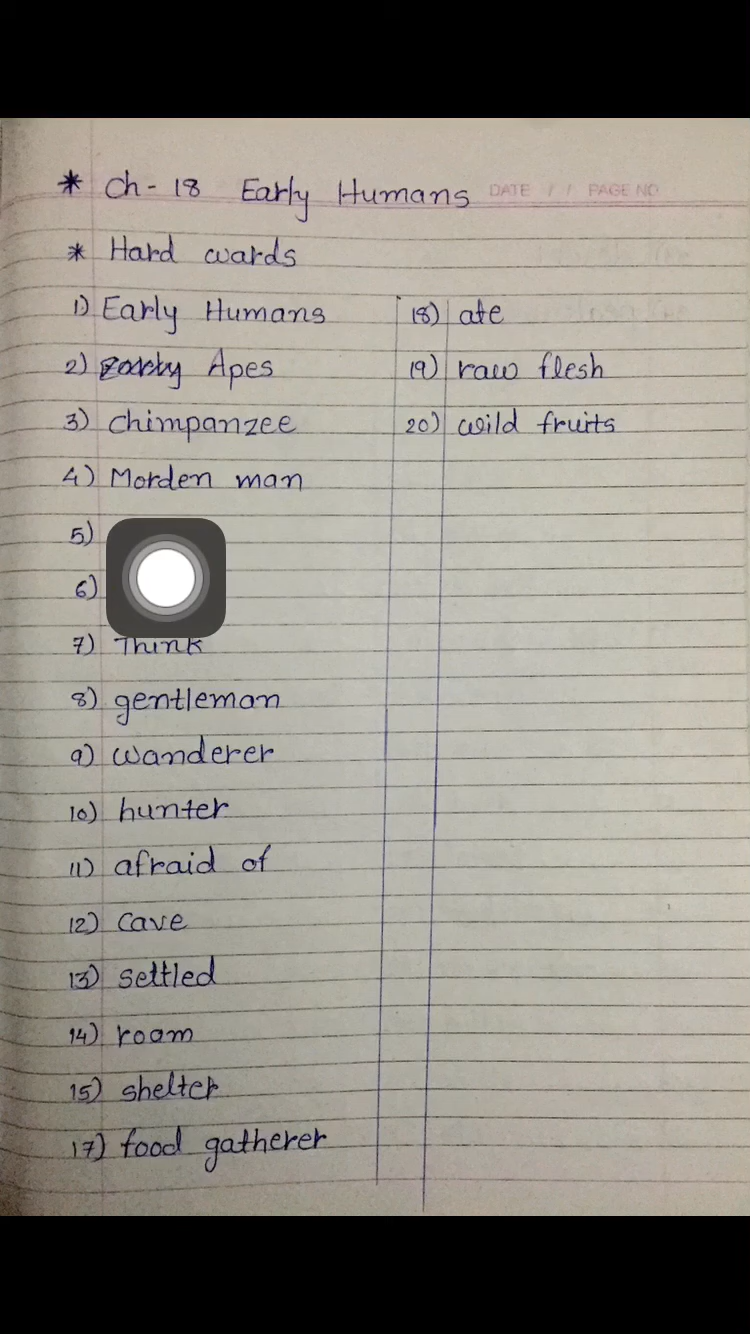 * Ch - 18 Early Humans
DATE / / PAGE NO
* Hard words
1) Early Humans
2) Apes
3) chimpanzee
4) Morden man
5)
6)
7) Think
8) gentleman
9) wanderer
10) hunter
11) afraid of
12) cave
13) settled
14) roam
15) shelter
17) food gatherer
18) ate
19) raw flesh
20) wild fruits